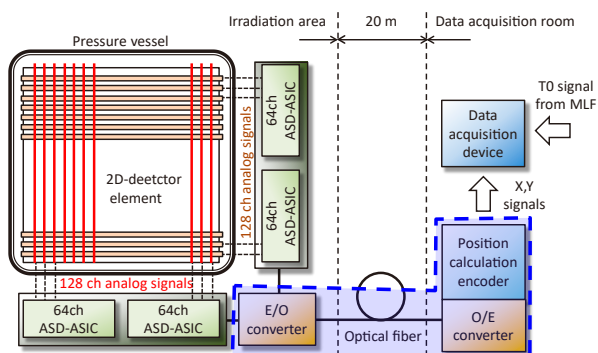 Irradiation area
20 m
Data acquisition room
Pressure vessel
64ch
ASD-ASIC
128 ch analog signals
64ch
ASD-ASIC
2D-deetctor
element
T0 signal
from MLF
Data
acquisition
device
X,Y
signals
Position
calculation
encoder
128 ch analog signals
64ch
ASD-ASIC
64ch
ASD-ASIC
E/O
converter
Optical fiber
O/E
converter